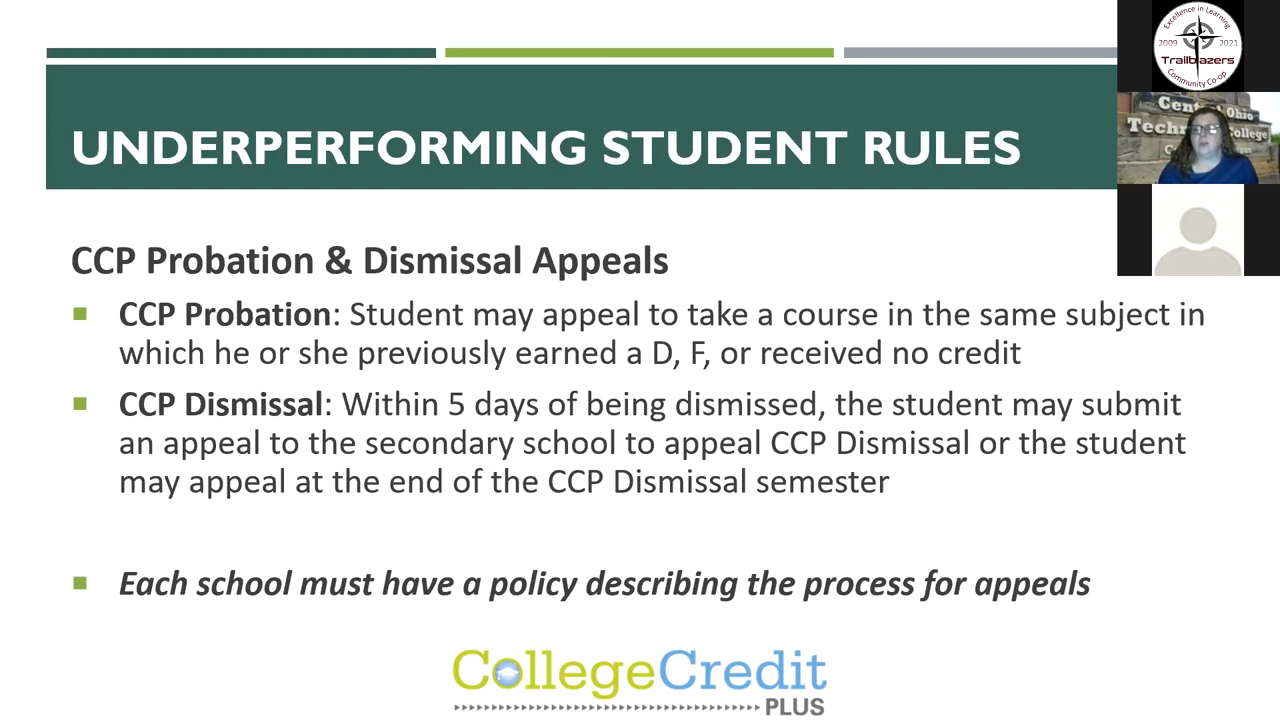 UNDERPERFORMING STUDENT RULES
CCP Probation & Dismissal Appeals
CCP Probation: Student may appeal to take a course in the same subject in
which he or she previously earned a D, F, or received no credit
CCP Dismissal: Within 5 days of being dismissed, the student may submit
an appeal to the secondary school to appeal CCP Dismissal or the student
may appeal at the end of the CCP Dismissal semester
Each school must have a policy describing the process for appeals
CollegeCredit
PLUS
Excellence in Learning
2009 2021
Trailblazers
Community Co-op
Central Ohio
Technical College